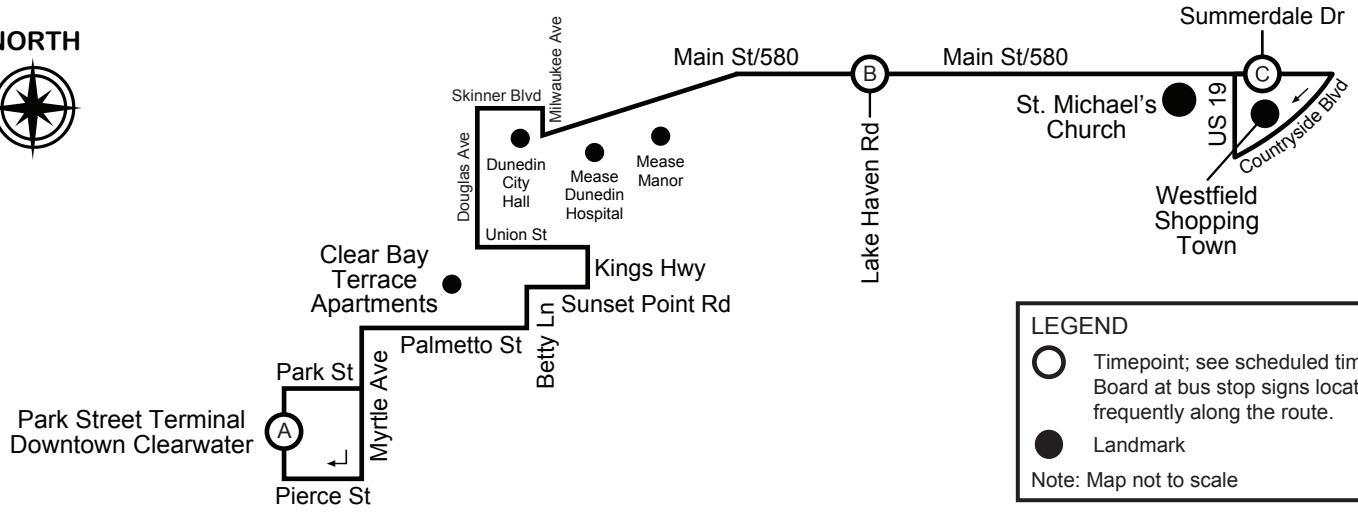 Summerdale Dr
NORTH
Milwaukee Ave
Main St/580
B
Main St/580
C
Skinner Blvd
St. Michael's
Church
US 19
Countryside Blvd
Douglas Ave
Dunedin
City
Hall
Mease
Dunedin
Hospital
Mease
Manor
Lake Haven Rd
Westfield
Shopping
Town
Union St
Clear Bay
Terrace
Apartments
Kings Hwy
Sunset Point Rd
Betty Ln
Palmetto St
Park St
Myrtle Ave
Park Street Terminal
Downtown Clearwater
A
Pierce St
LEGEND
Timepoint; see scheduled
Board at bus stop signs
frequently along the route.
Landmark
Note: Map not to scale